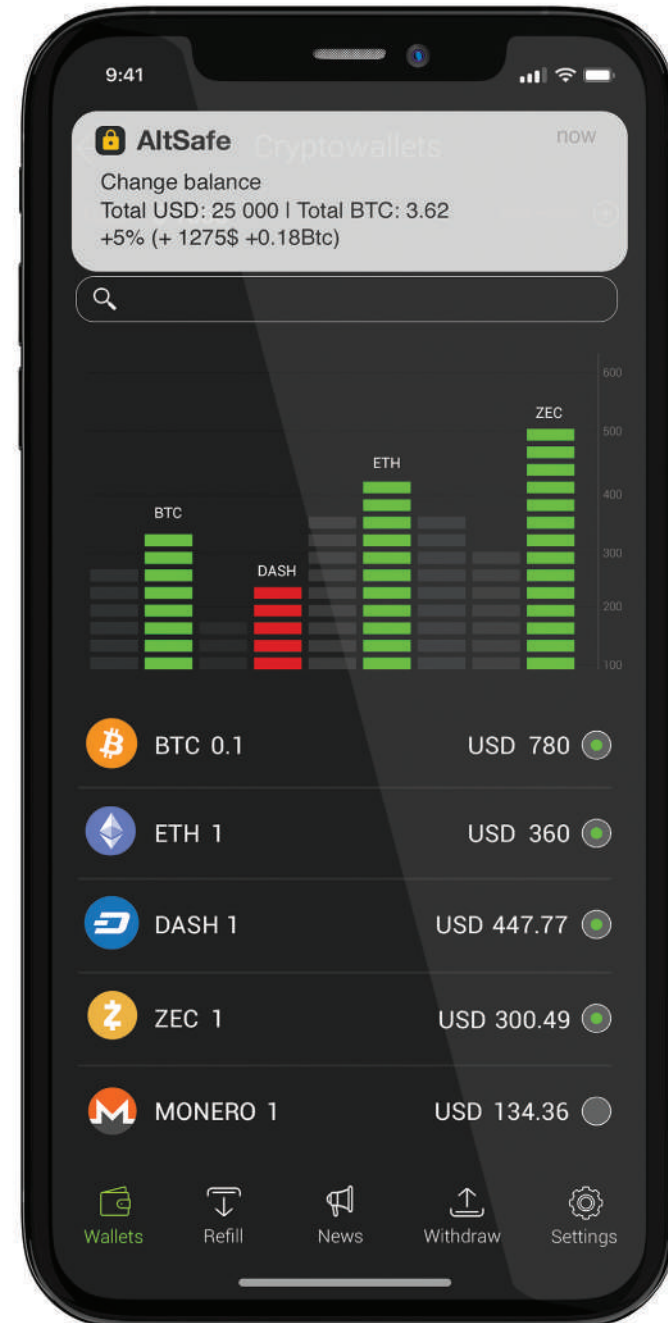 9:41
AltSafe
now
Cryptowallets
Change balance
Total USD: 25 000 I Total BTC: 3.62
+5% (+ 1275$ +0.18Btc)
600
ZEC
500
ETH
400
BTC
300
DASH
200
100
BTC 0.1 USD 780
ETH 1 USD 360
DASH 1 USD 447.77
ZEC 1 USD 300.49
MONERO 1 USD 134.36
Wallets Refill News Withdraw Settings